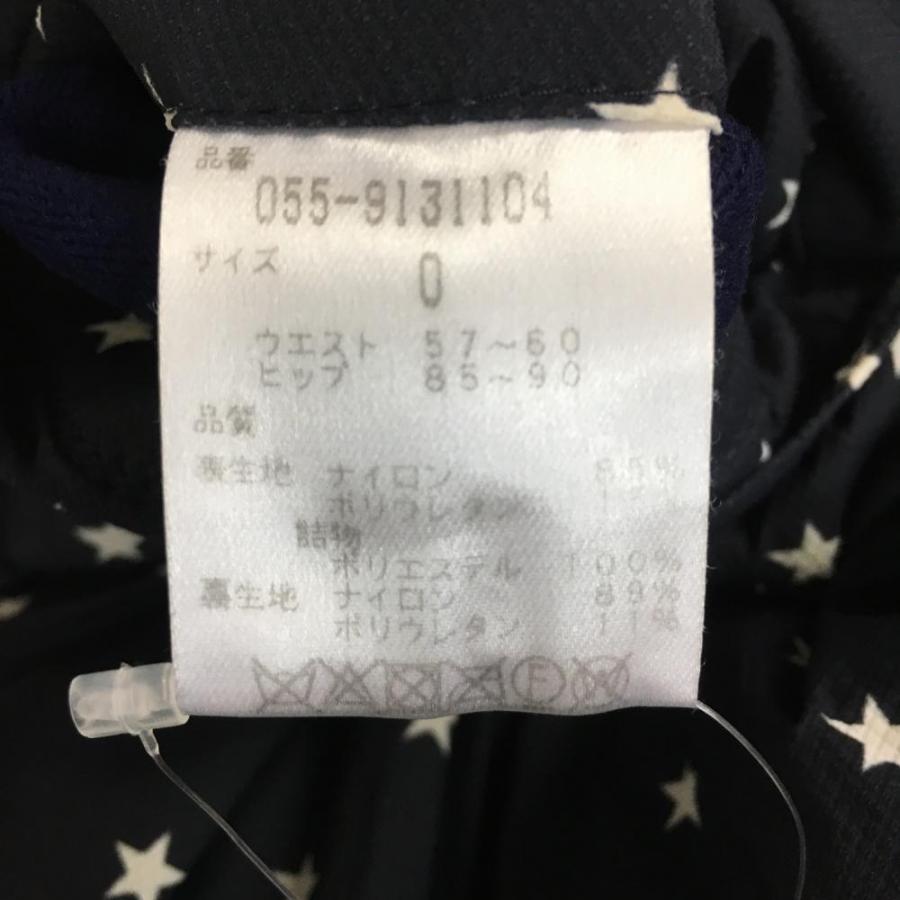 品番
055-9131104
サイズ
0
ウエスト 57~60
ヒップ 85~90
品質
表生地 ナイロン 85%
ポリウレタン
詰物
ポリエステル 100%
裏生地 ナイロン 89%
ポリウレタン 11%
F W